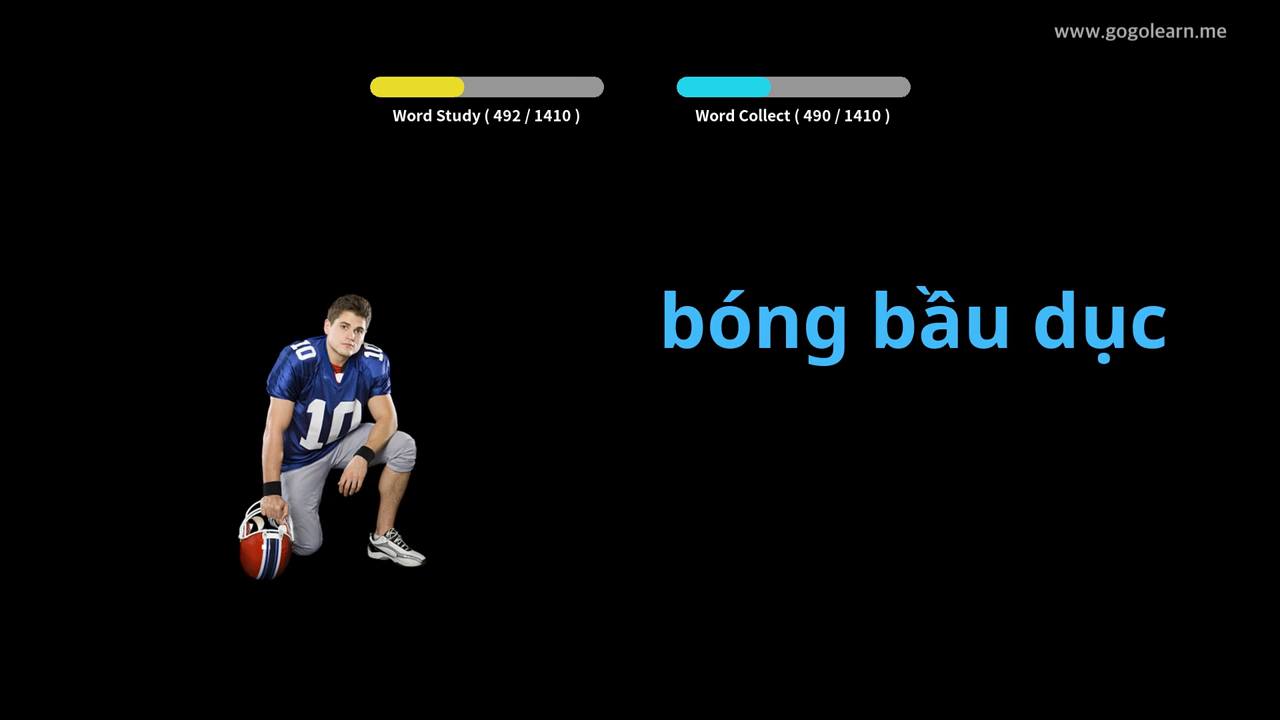 www.gogolearn.me
Word Study ( 492 / 1410 )
Word Collect ( 490 / 1410 )
bóng bầu dục
10
10
10